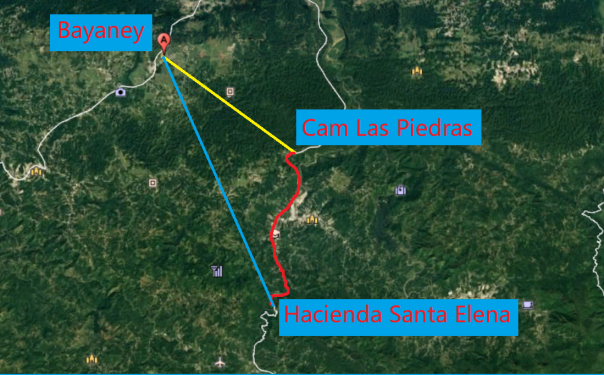 Bayaney
A
Cam Las Piedras
Hacienda Santa Elena